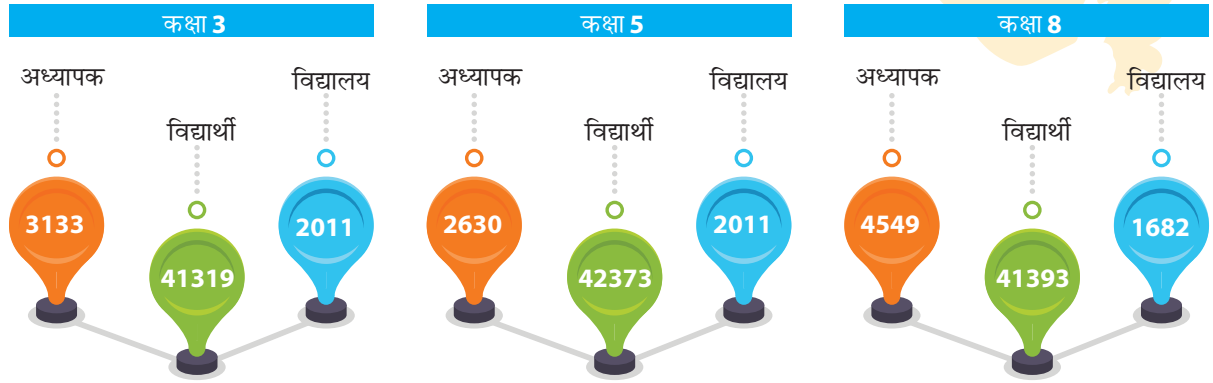 कक्षा 3
अध्यापक
विद्यालय
विद्यार्थी
3133
2011
41319
कक्षा 5
अध्यापक
विद्यालय
विद्यार्थी
2630
2011
42373
कक्षा 8
अध्यापक
विद्यालय
विद्यार्थी
4549
1682
41393